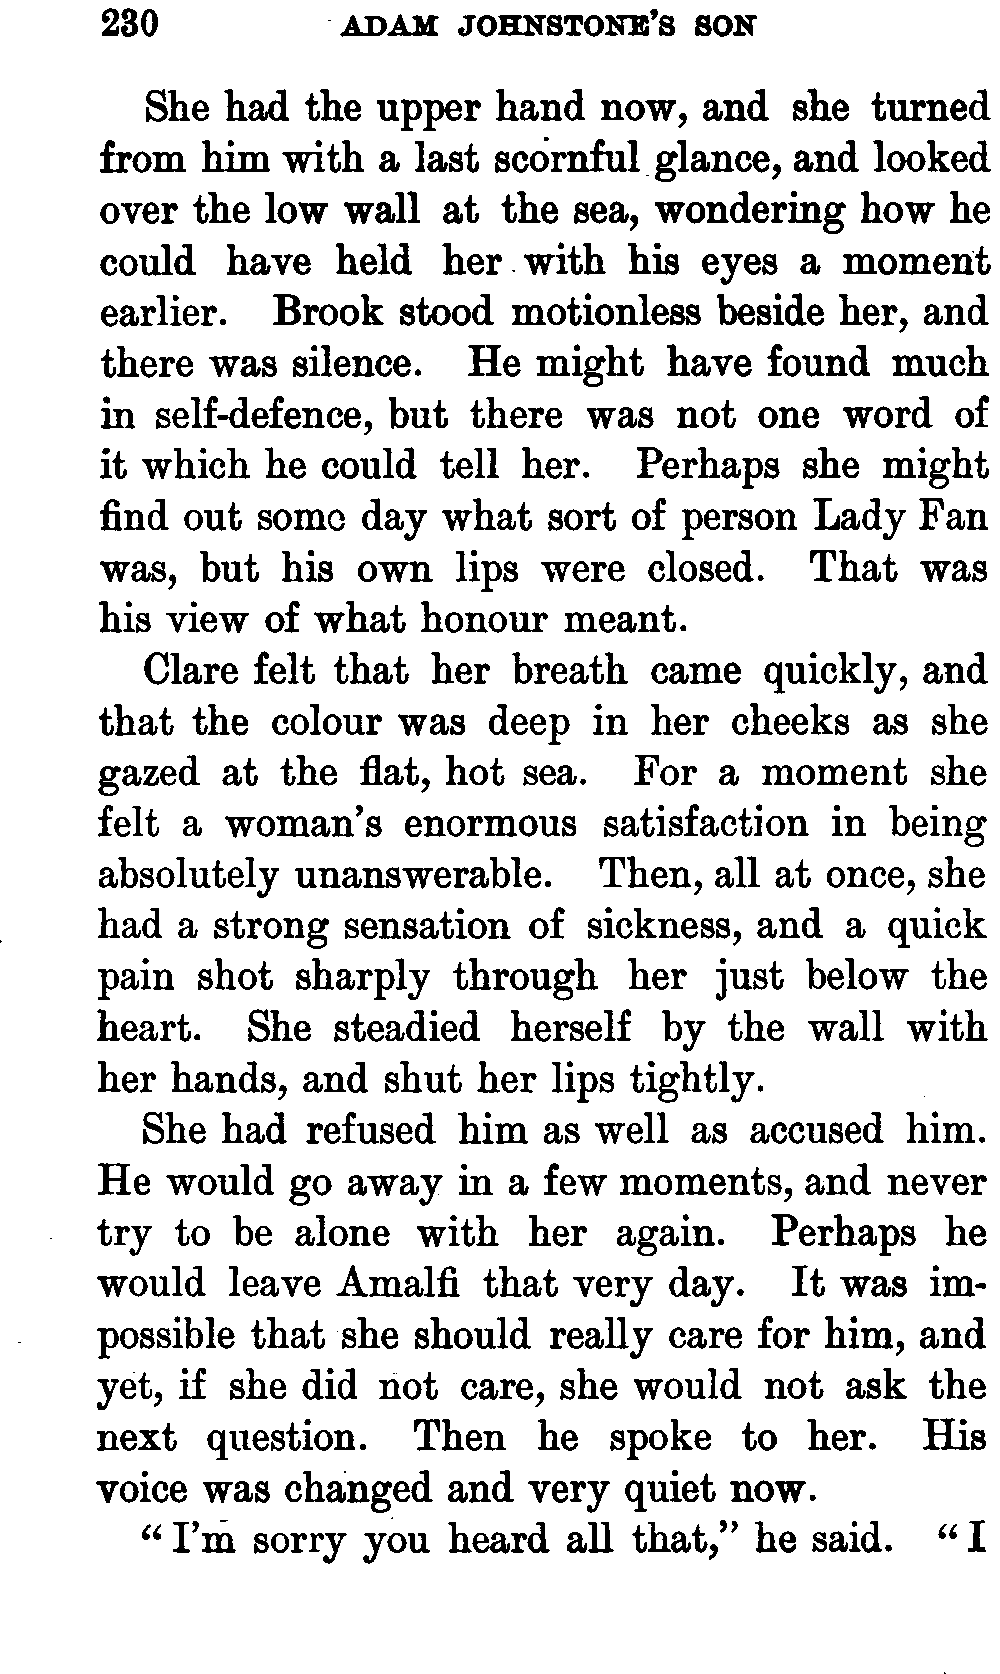 230 ADAM JOHNSTONE'S SON
She had the upper hand now, and she turned
from him with a last scornful glance, and looked
over the low wall at the sea, wondering how he
could have held her with his eyes a moment
earlier. Brook stood motionless beside her, and
there was silence. He might have found much
in self-defence, but there was not one word of
it which he could tell her. Perhaps she might
find out some day what sort of person Lady Fan
was, but his own lips were closed. That was
his view of what honour meant.
Clare felt that her breath came quickly, and
that the colour was deep in her cheeks as she
gazed at the flat, hot sea. For a moment she
felt a woman's enormous satisfaction in being
absolutely unanswerable. Then, all at once, she
had a strong sensation of sickness, and a quick
pain shot sharply through her just below the
heart. She steadied herself by the wall with
her hands, and shut her lips tightly.
She had refused him as well as accused him.
He would go away in a few moments, and never
try to be alone with her again. Perhaps he
would leave Amalfi that very day. It was im-
possible that she should really care for him, and
yet, if she did not care, she would not ask the
next question. Then he spoke to her. His
voice was changed and very quiet now.
"I'm sorry you heard all that," he said. "I